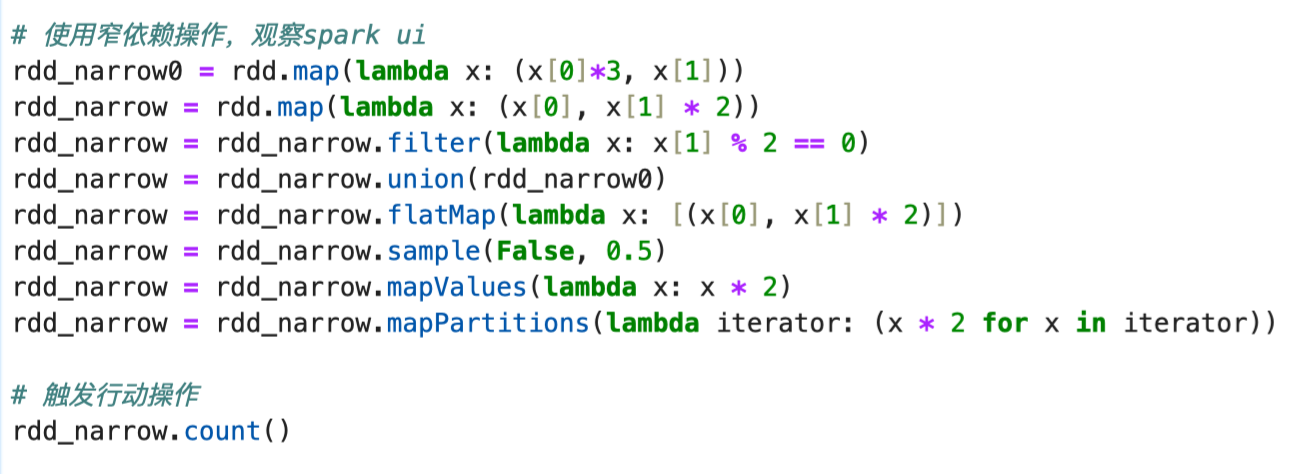 # 使用窄依赖操作，观察spark ui
rdd_narrow0 = rdd.map(lambda x: (x[0]*3, x[1]))
rdd_narrow = rdd.map(lambda x: (x[0], x[1] * 2))
rdd_narrow = rdd_narrow.filter(lambda x: x[1] % 2 == 0)
rdd_narrow = rdd_narrow.union(rdd_narrow0)
rdd_narrow = rdd_narrow.flatMap(lambda x: [(x[0], x[1] * 2)])
rdd_narrow = rdd_narrow.sample(False, 0.5)
rdd_narrow = rdd_narrow.mapValues(lambda x: x * 2)
rdd_narrow = rdd_narrow.mapPartitions(lambda iterator: (x * 2 for x in iterator))
# 触发行动操作
rdd_narrow.count()